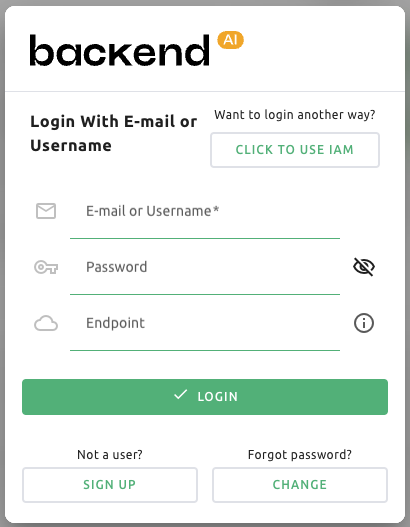 backend AI
Login With E-mail or
Username
Want to login another way?
CLICK TO USE IAM
E-mail or Username*
Password
Endpoint
LOGIN
Not a user?
SIGN UP
Forgot password?
CHANGE